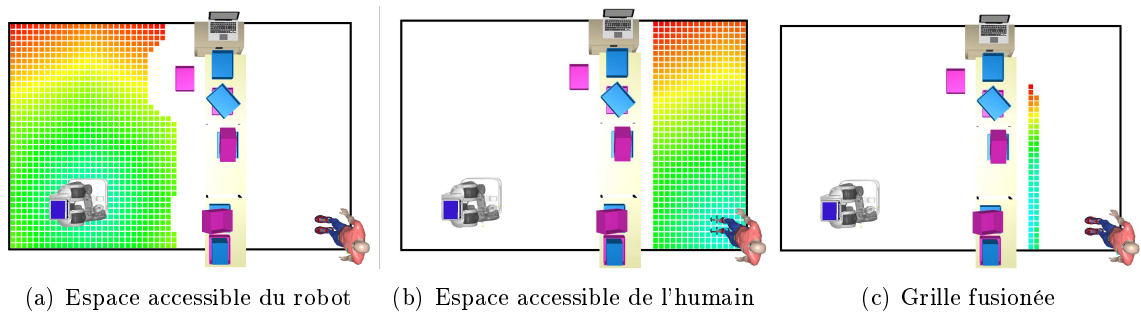 (a) Espace accessible du robot
(b) Espace accessible de l'humain
(c) Grille fusionée